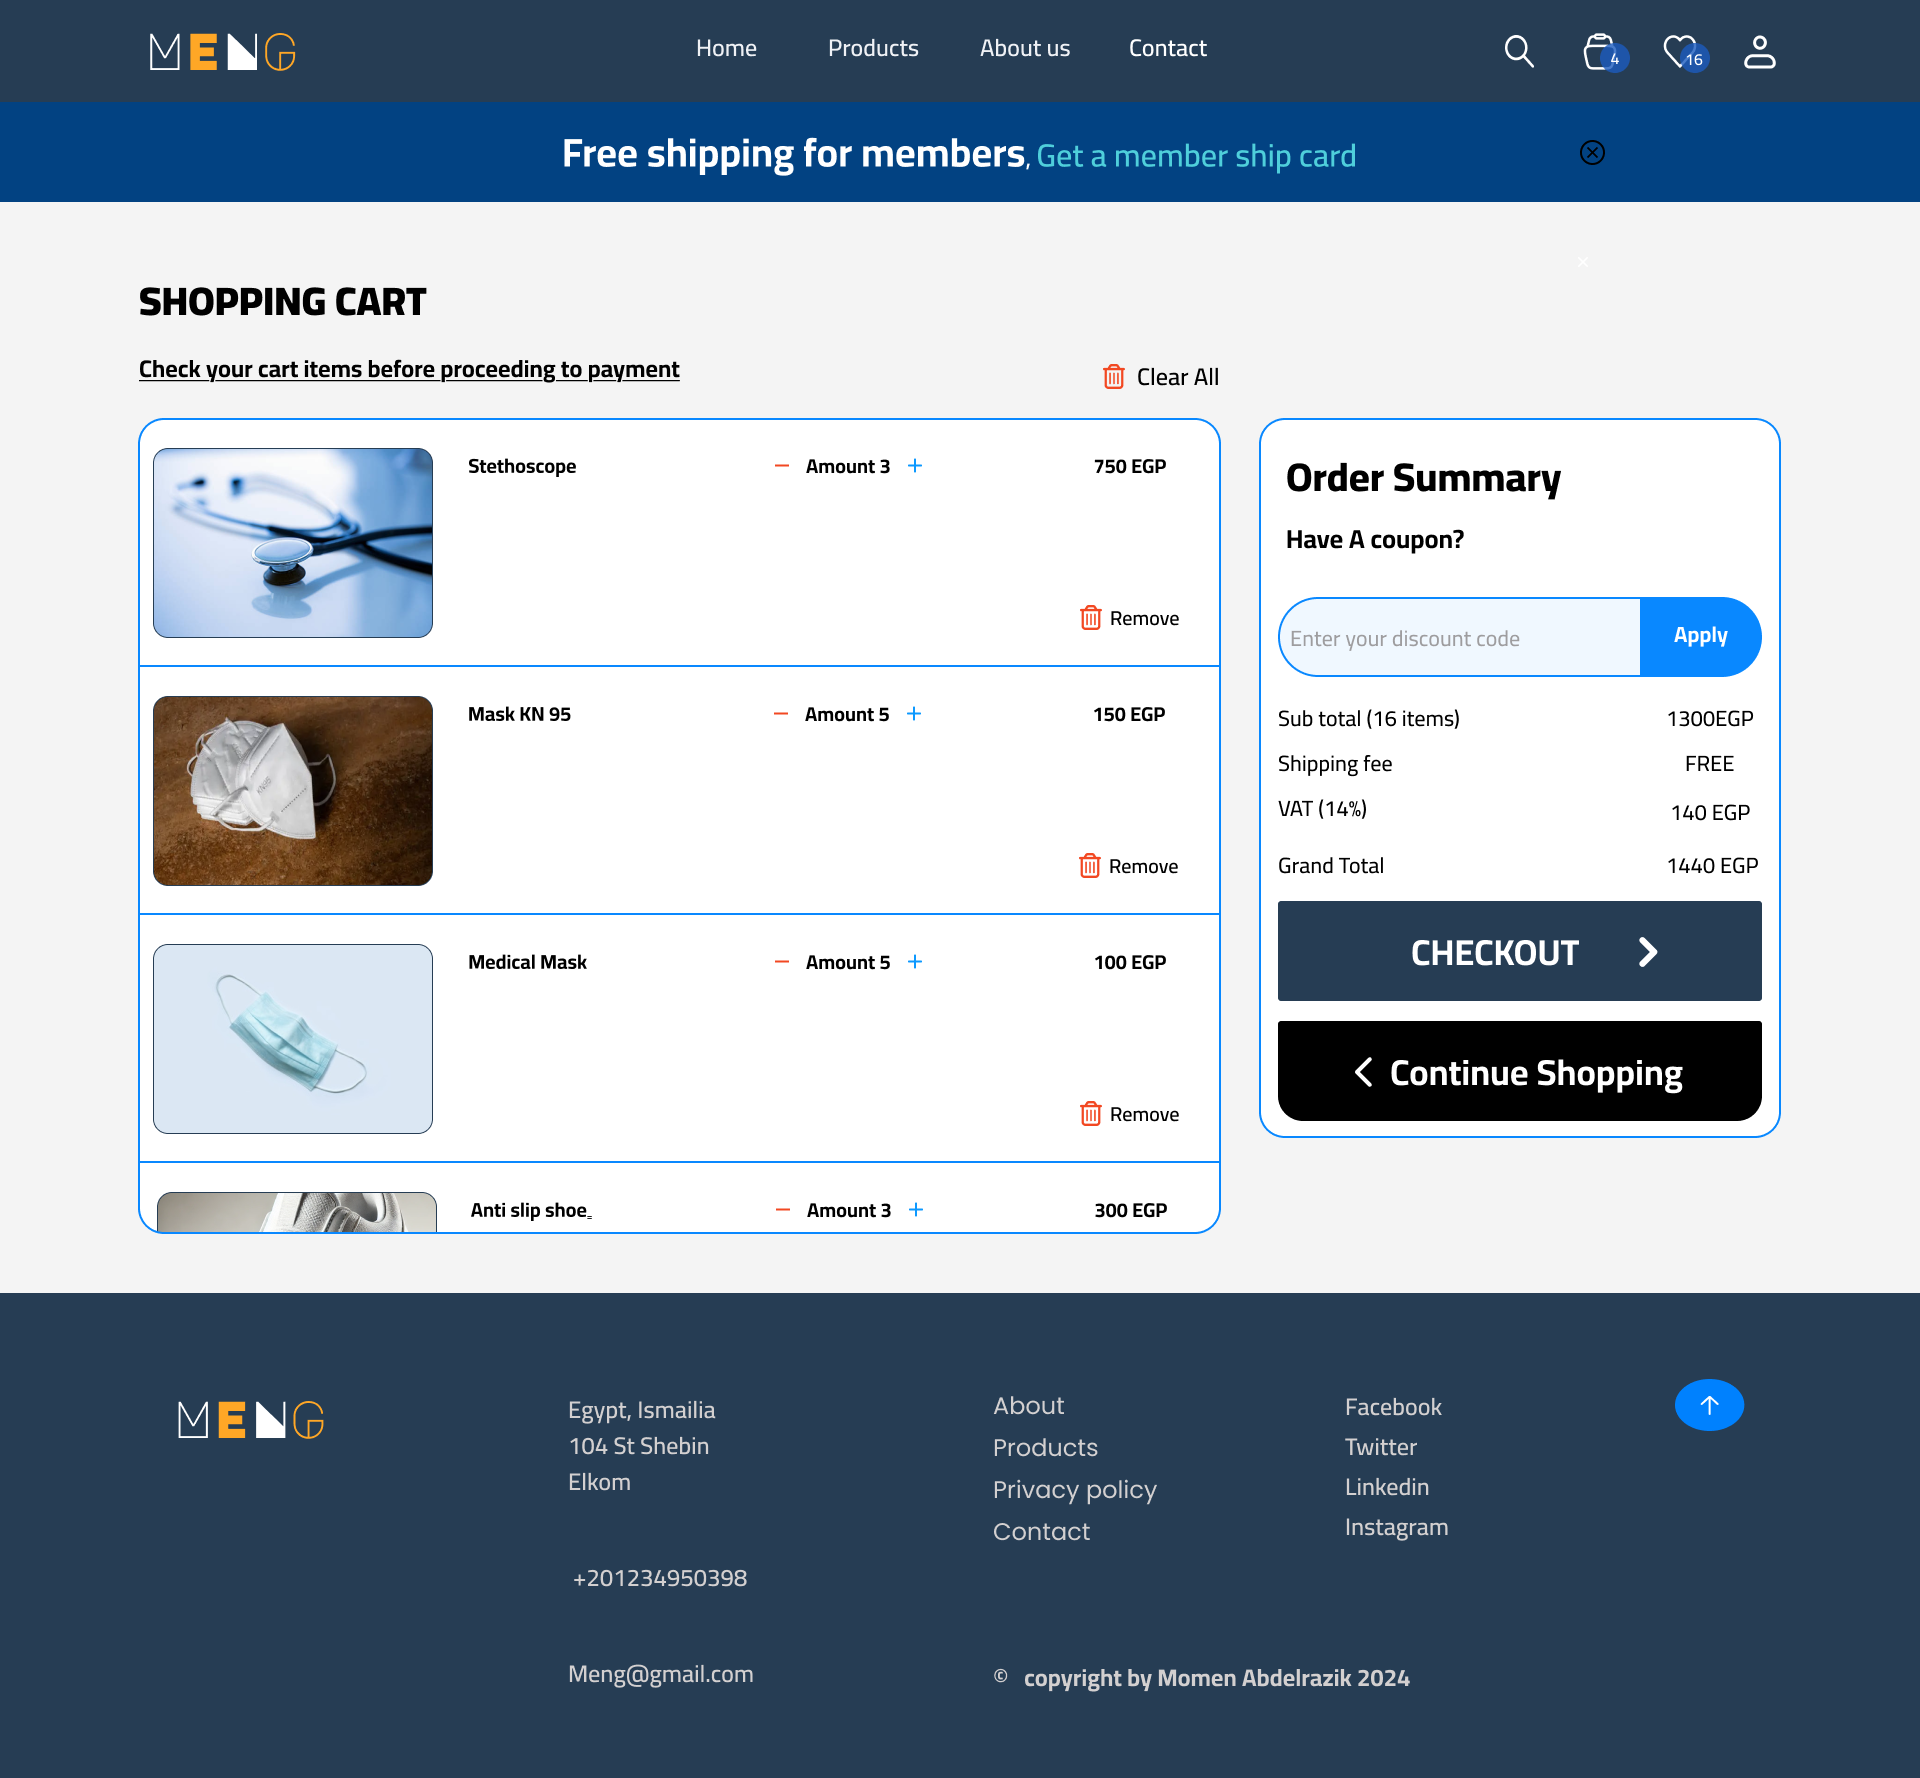 MENG
Home Products About us Contact
4
16
Free shipping for members, Get a member ship card
SHOPPING CART
Check your cart items before proceeding to payment
Clear All
Stethoscope
Amount 3
750 EGP
Remove
Mask KN 95
Amount 5
150 EGP
Remove
Medical Mask
Amount 5
100 EGP
Remove
Anti slip shoe
Amount 3
300 EGP
Order Summary
Have A coupon?
Enter your discount code
Apply
Sub total (16 items) 1300EGP
Shipping fee FREE
VAT (14%) 140 EGP
Grand Total 1440 EGP
CHECKOUT
Continue Shopping
MENG
Egypt, Ismailia
104 St Shebin
Elkom
+201234950398
Meng@gmail.com
About
Products
Privacy policy
Contact
Facebook
Twitter
Linkedin
Instagram
© copyright by Momen Abdelrazik 2024